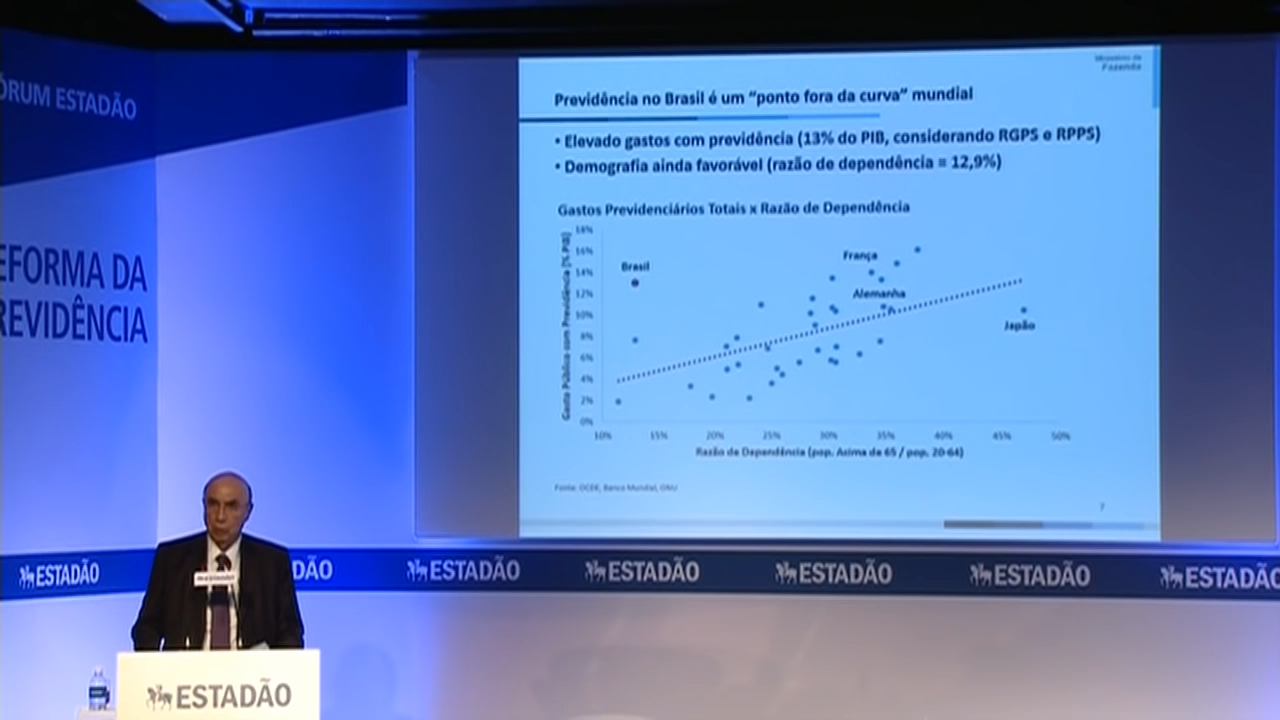 ÓRUM ESTADÃO
EFORMA DA
REVIDÊNCIA
Ministério da
Fazenda
Previdência no Brasil é um “ponto fora da curva” mundial
• Elevado gastos com previdência (13% do PIB, considerando RGPS e RPPS)
• Demografia ainda favorável (razão de dependência = 12,9%)
Gastos Previdenciários Totais x Razão de Dependência
Gasto Público com Previdência (% PIB)
18%
16%
14%
12%
10%
8%
6%
4%
2%
0%
Brasil
França
Alemanha
Japão
10% 15% 20% 25% 30% 35% 40% 45% 50%
Razão de Dependência (pop. Acima de 65 / pop. 20-64)
Fonte: OCDE, Banco Mundial, ONU
7
ESTADÃO DÃO ESTADÃO ESTADÃO ESTADÃO ESTADÃO ESTADÃO
ESTADÃO